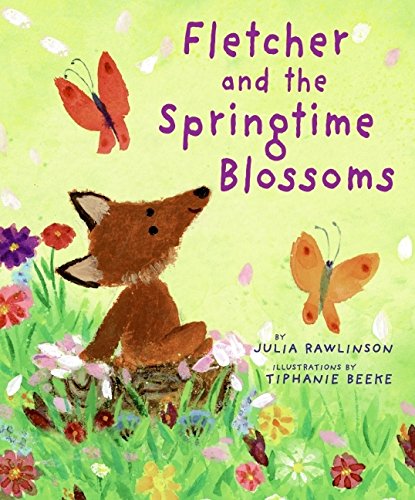 Fletcher
and the
Springtime
Blossoms
BY
JULIA RAWLINSON
ILLUSTRATIONS BY
TIPHANIE BEEKE